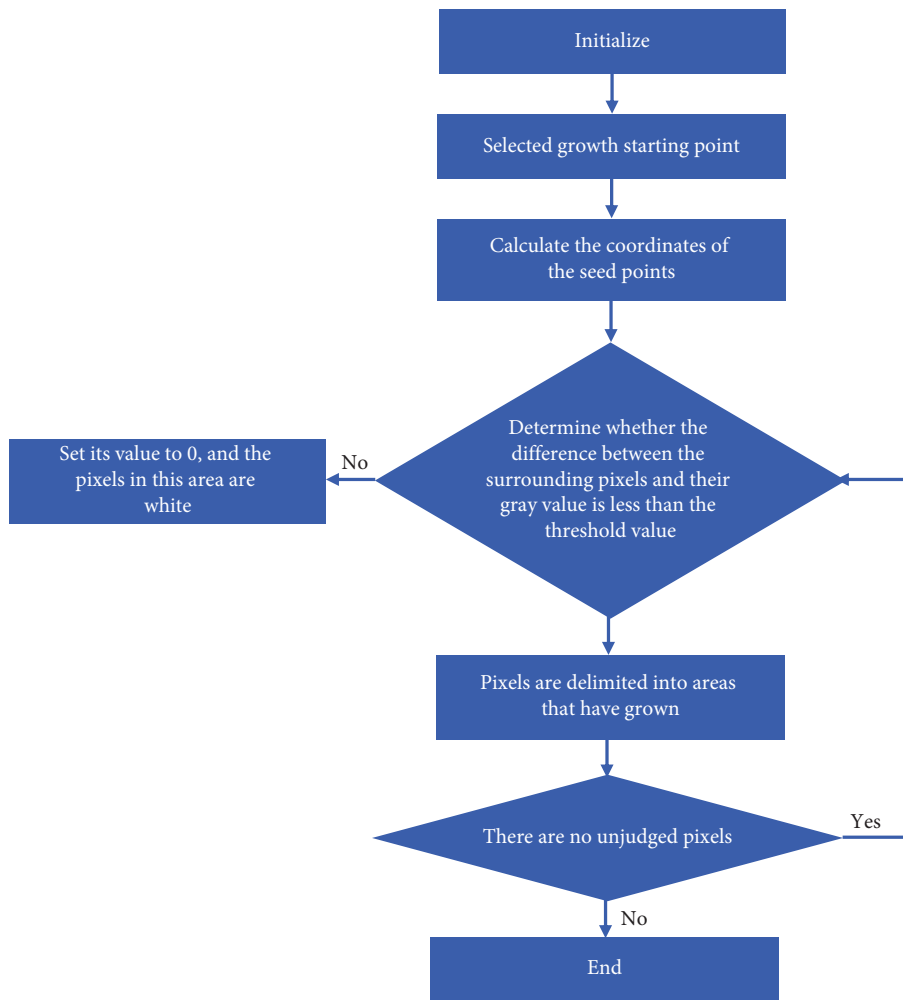 Initialize
Selected growth starting point
Calculate the coordinates of
the seed points
Determine whether the
difference between the
surrounding pixels and their
gray value is less than the
threshold value
No
Set its value to 0, and the
pixels in this area are
white
Pixels are delimited into areas
that have grown
There are no unjudged pixels
Yes
No
End